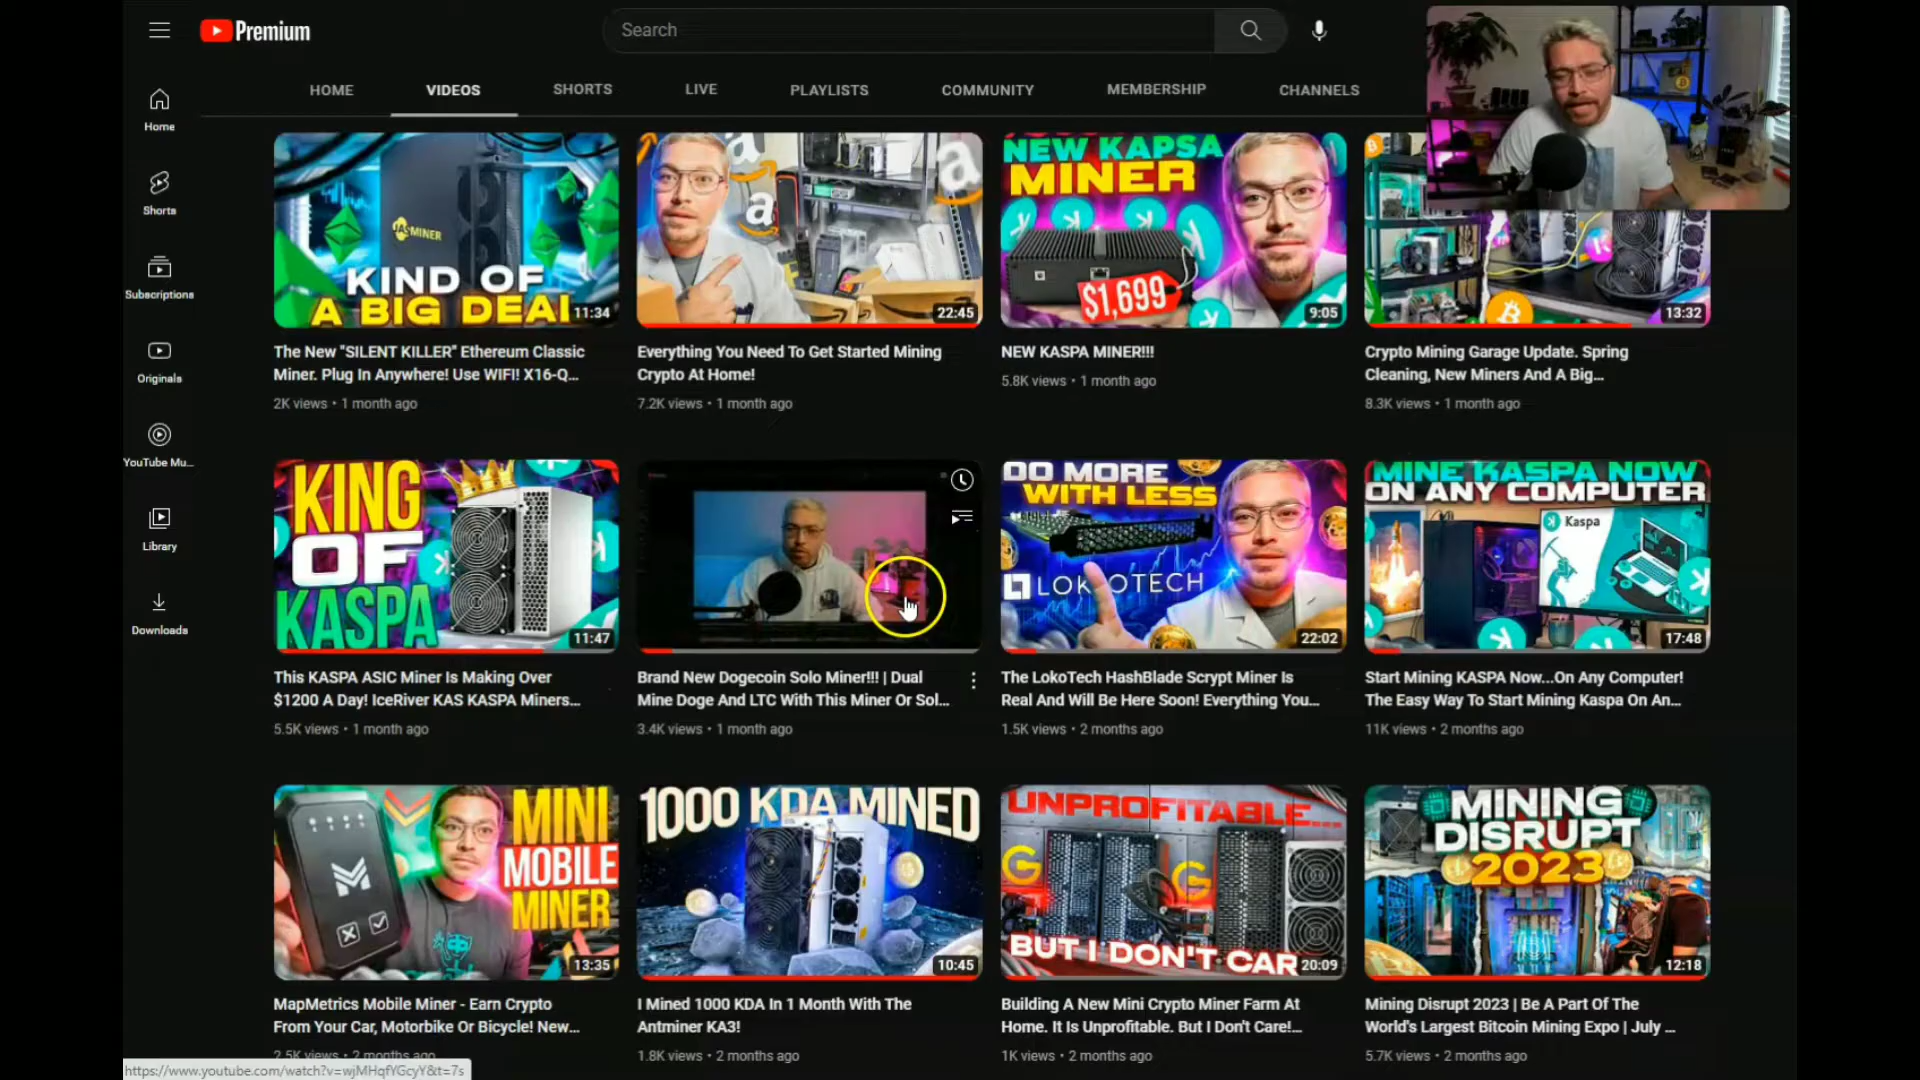 Premium
Search
HOME
VIDEOS
SHORTS
LIVE
PLAYLISTS
COMMUNITY
MEMBERSHIP
CHANNELS
Home
Shorts
Subscriptions
Originals
YouTube Mu...
Library
Downloads
JASMINER
KIND OF
A BIG DEAL
11:34
The New "SILENT KILLER" Ethereum Classic
Miner. Plug In Anywhere! Use WIFI! X16-Q...
2K views • 1 month ago
22:45
Everything You Need To Get Started Mining
Crypto At Home!
7.2K views • 1 month ago
NEW KAPSA
MINER
$1,699
9:05
NEW KASPA MINER!!!
5.8K views • 1 month ago
13:32
Crypto Mining Garage Update. Spring
Cleaning, New Miners And A Big...
8.3K views • 1 month ago
KING
OF
KASPA
11:47
This KASPA ASIC Miner Is Making Over
$1200 A Day! IceRiver KAS KASPA Miners...
5.5K views • 1 month ago
Brand New Dogecoin Solo Miner!!! | Dual
Mine Doge And LTC With This Miner Or Sol...
3.4K views • 1 month ago
DO MORE
WITH LESS
LOKOTECH
22:02
The LokoTech HashBlade Scrypt Miner Is
Real And Will Be Here Soon! Everything You...
1.5K views • 2 months ago
MINE KASPA NOW
ON ANY COMPUTER
Kaspa
17:48
Start Mining KASPA Now...On Any Computer!
The Easy Way To Start Mining Kaspa On An...
11K views • 2 months ago
MINI
MOBILE
MINER
13:35
MapMetrics Mobile Miner - Earn Crypto
From Your Car, Motorbike Or Bicycle! New...
2.5K views • 2 months ago
1000 KDA MINED
10:45
I Mined 1000 KDA In 1 Month With The
Antminer KA3!
1.8K views • 2 months ago
UNPROFITABLE...
BUT I DON'T CAR
20:09
Building A New Mini Crypto Miner Farm At
Home. It Is Unprofitable. But I Don't Care!...
1K views • 2 months ago
MINING
DISRUPT
2023
12:18
Mining Disrupt 2023 | Be A Part Of The
World's Largest Bitcoin Mining Expo | July ...
5.7K views • 2 months ago
https://www.youtube.com/watch?v=wjMHqfYGcyY&t=7s